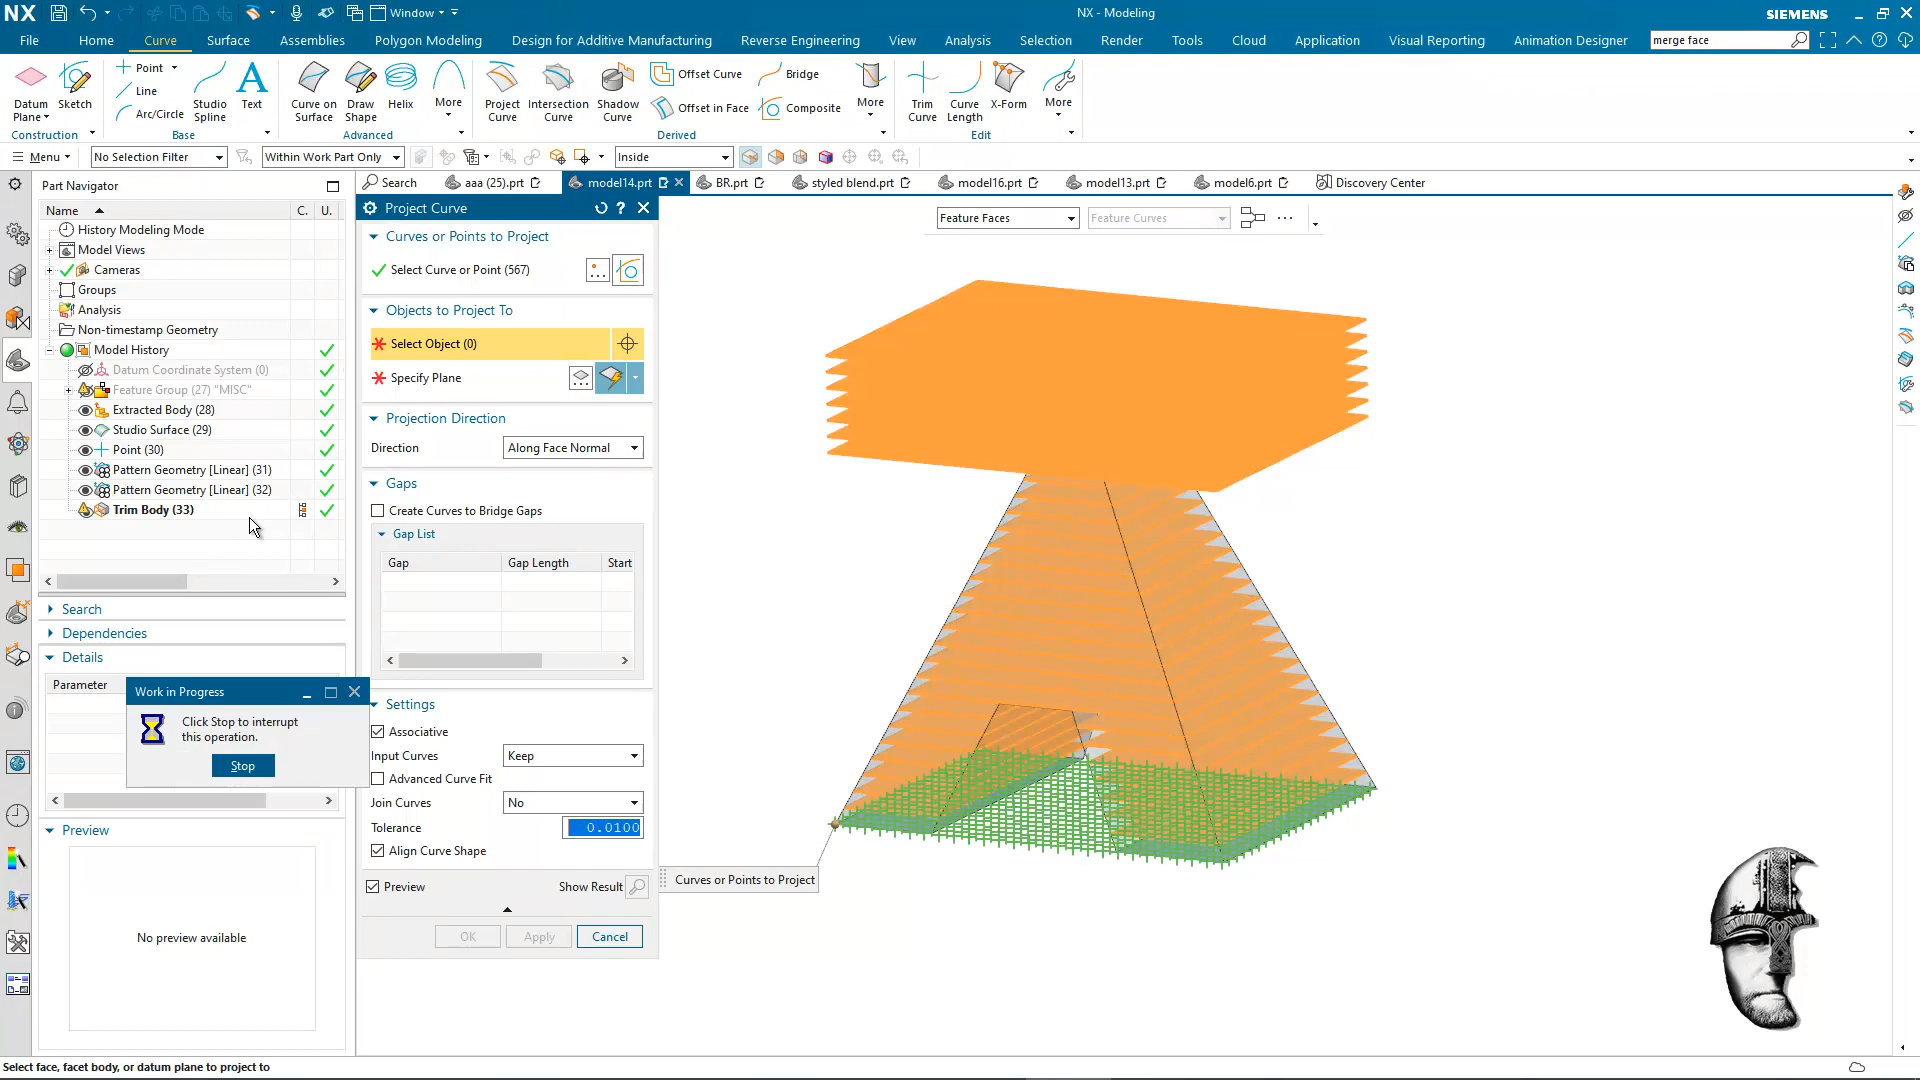 NX
Window
NX - Modeling
SIEMENS
File
Home
Curve
Surface
Assemblies
Polygon Modeling
Design for Additive Manufacturing
Reverse Engineering
View
Analysis
Selection
Render
Tools
Cloud
Application
Visual Reporting
Animation Designer
merge face
Datum Plane
Sketch
Point
Line
Arc/Circle
Studio Spline
Text
Curve on Surface
Draw Shape
Helix
More
Project Curve
Intersection Curve
Shadow Curve
Offset Curve
Offset in Face
Bridge
Composite
More
Trim Curve
Curve Length
X-Form
More
Construction
Base
Advanced
Derived
Edit
Menu
No Selection Filter
Within Work Part Only
Inside
Part Navigator
Search
aaa (25).prt
model14.prt
BR.prt
styled blend.prt
model16.prt
model13.prt
model6.prt
Discovery Center
Name
C.
U.
History Modeling Mode
Model Views
Cameras
Groups
Analysis
Non-timestamp Geometry
Model History
Datum Coordinate System (0)
Feature Group (27) "MISC"
Extracted Body (28)
Studio Surface (29)
Point (30)
Pattern Geometry [Linear] (31)
Pattern Geometry [Linear] (32)
Trim Body (33)
Search
Dependencies
Details
Parameter
Work in Progress
Click Stop to interrupt
this operation.
Stop
Preview
No preview available
Project Curve
Curves or Points to Project
Select Curve or Point (567)
Objects to Project To
Select Object (0)
Specify Plane
Projection Direction
Direction
Along Face Normal
Gaps
Create Curves to Bridge Gaps
Gap List
Gap
Gap Length
Start
Settings
Associative
Input Curves
Keep
Advanced Curve Fit
Join Curves
No
Tolerance
0.0100
Align Curve Shape
Preview
Show Result
OK
Apply
Cancel
Feature Faces
Feature Curves
Curves or Points to Project
Select face, facet body, or datum plane to project to